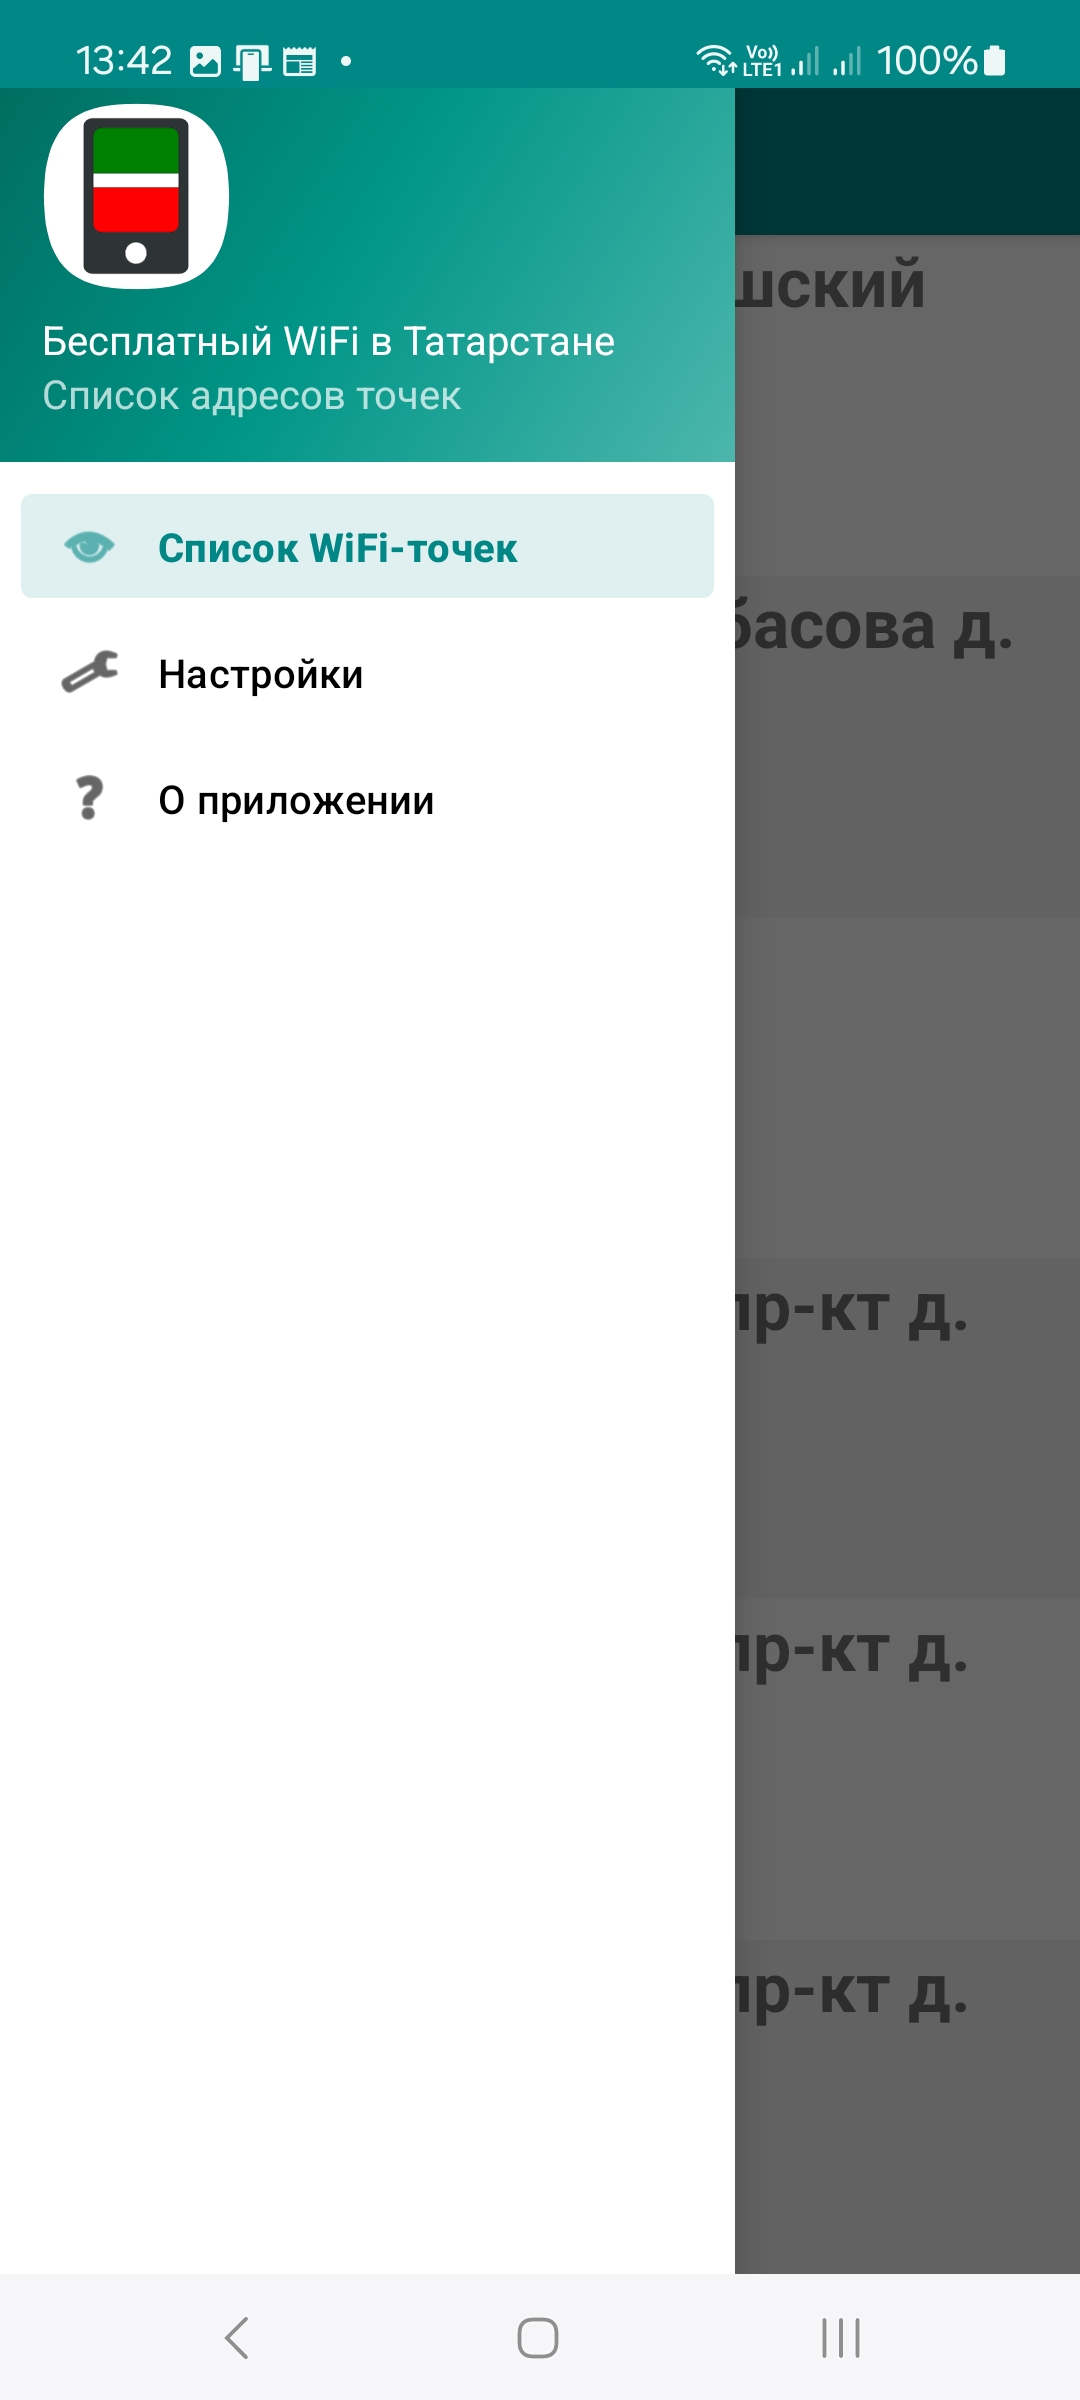 13:42
Vo)) LTE1 100%
Бесплатный WiFi в Татарстане
Список адресов точек
Список WiFi-точек
Настройки
О приложении
шский
басова д.
пр-кт д.
пр-кт д.
пр-кт д.